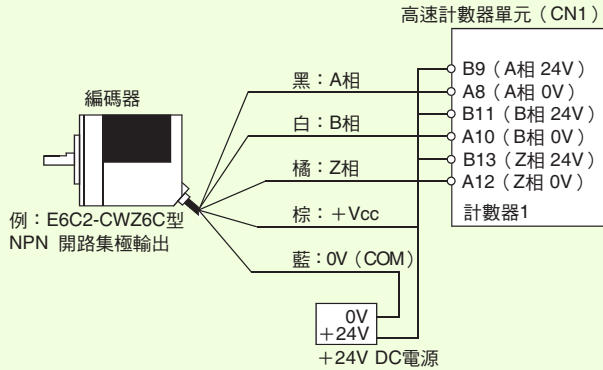 高速計數器單元（CN1）
編碼器
例：E6C2-CWZ6C型
NPN 開路集極輸出
黑：A相
白：B相
橘：Z相
棕：＋Vcc
藍：0V（COM）
B9（A相 24V）
A8（A相 0V）
B11（B相 24V）
A10（B相 0V）
B13（Z相 24V）
A12（Z相 0V）
計數器1
0V
＋24V
＋24V DC電源